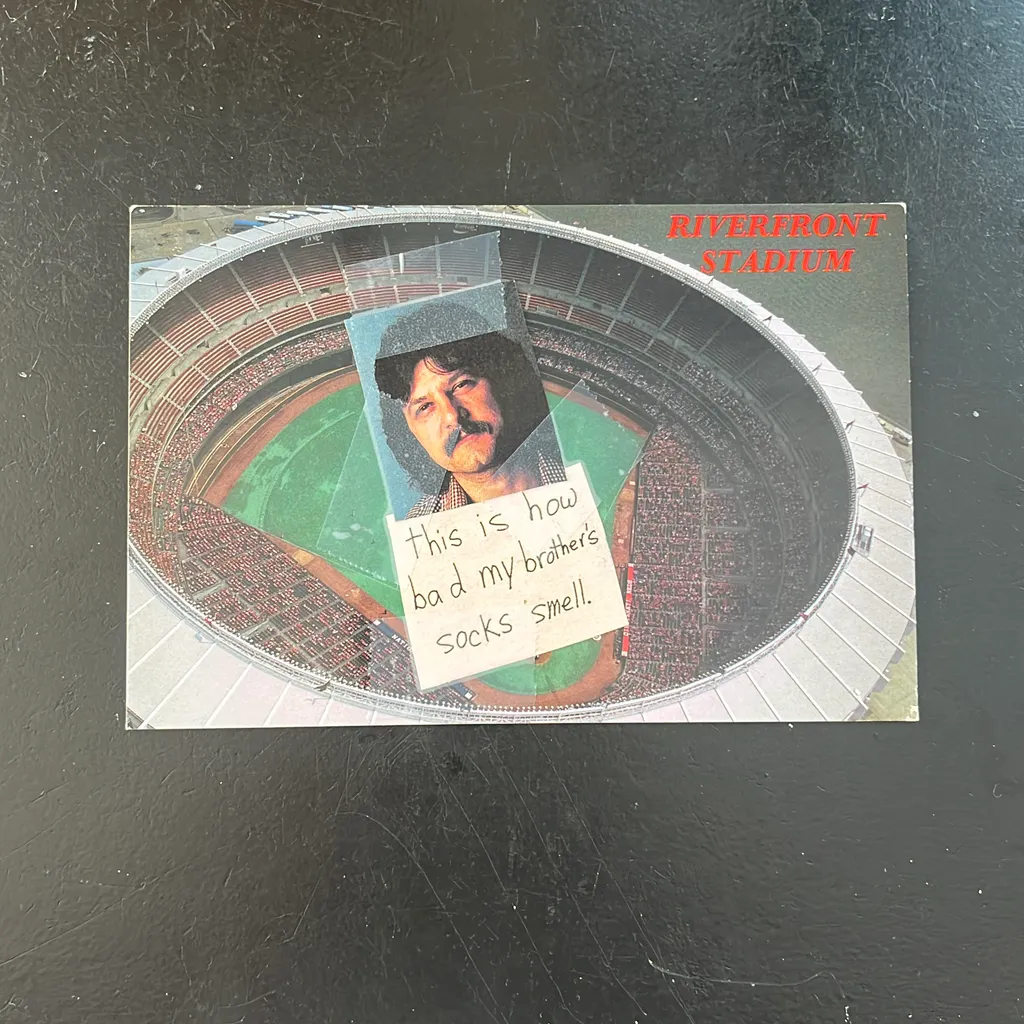 RIVERFRONT
STADIUM
this is how
bad my brother's
socks smell.